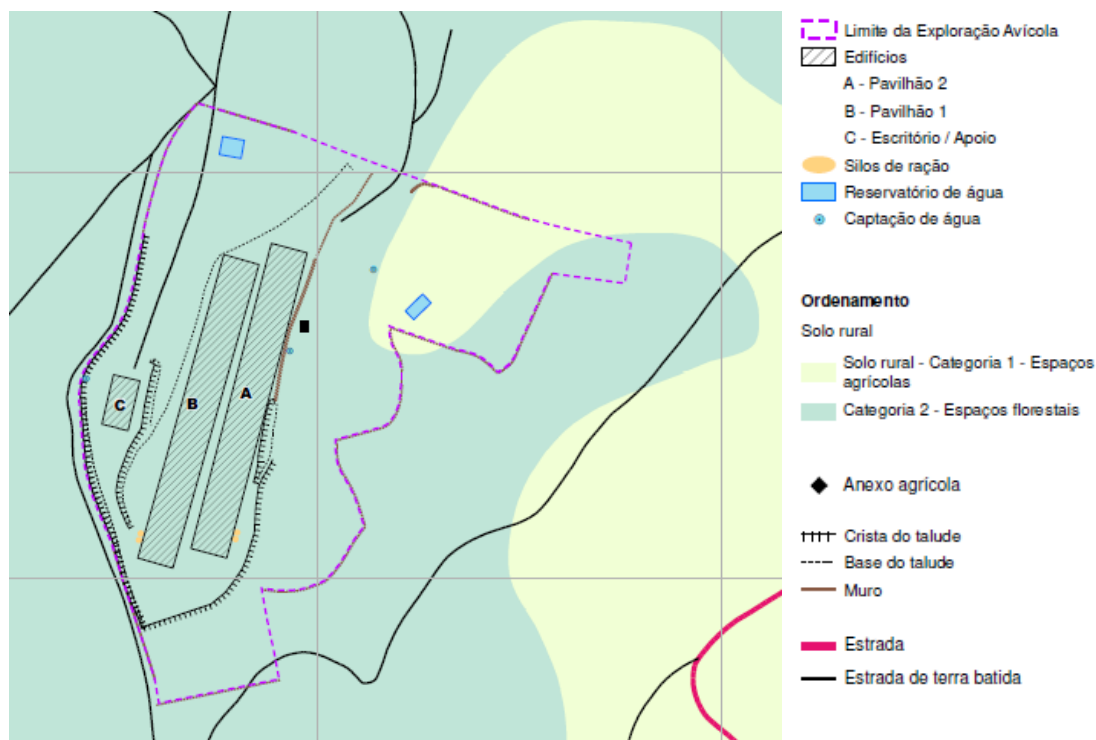 Limite da Exploração Avícola
Edifícios
A - Pavilhão 2
B - Pavilhão 1
C - Escritório / Apoio
Silos de ração
Reservatório de água
Captação de água
Ordenamento
Solo rural
Solo rural - Categoria 1 - Espaços
agrícolas
Categoria 2 - Espaços florestais
Anexo agrícola
Crista do talude
Base do talude
Muro
Estrada
Estrada de terra batida
A
B
C